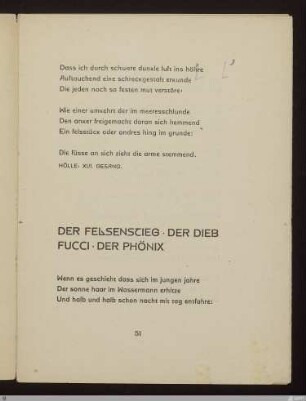 Dass ich durch schwere dunkle luft ins höhre
Auftauchend eine schreckgestalt erkunde
Die jeden noch so festen mut verstöre:
Wie einer umkehrt der im meeresschlunde
Den anker freigemacht daran sich hemmend
Ein felsstück oder andres hing im grunde:
Die füsse an sich zieht die arme stemmend.
HÖLLE: XVI. GESANG
DER FELSENSTIEG · DER DIEB
FUCCI · DER PHÖNIX
Wenn es geschieht dass sich im jungen jahre
Der sonne haar im Wassermann erhitze
Und halb und halb schon nacht mit tag entfahre:
51